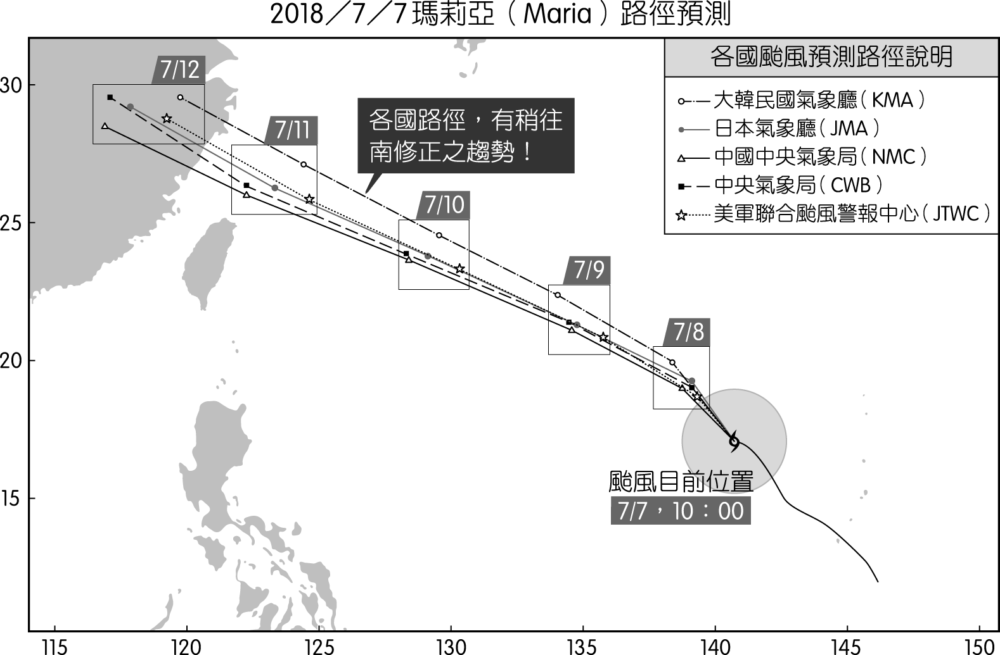 2018／7／7瑪莉亞（Maria）路徑預測
各國颱風預測路徑說明
大韓民國氣象廳（KMA）
日本氣象廳（JMA）
中國中央氣象局（NMC）
中央氣象局（CWB）
美軍聯合颱風警報中心（JTWC）
7/12
7/11
各國路徑，有稍往
南修正之趨勢！
7/10
7/9
7/8
颱風目前位置
7/7，10：00
30
25
20
15
115 120 125 130 135 140 145 150